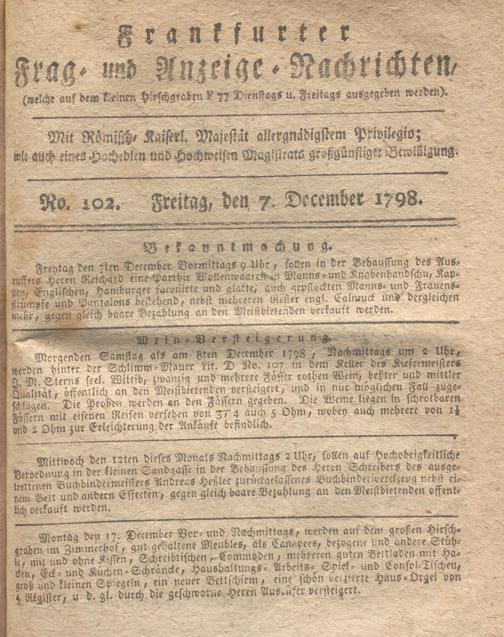 Frankfurter
Frag- und Anzeige-Nachrichten,
(welche auf dem kleinen Hirschgraben F 77 Dienstags u. Freitags ausgegeben werden).
Mit Römisch-Kaiserl. Majestät allergnädigstem Privilegio;
wie auch eines Hochedlen und Hochweisen Magistrats großgünstiger Bewilligung.
No. 102. Freitag, den 7. December 1798.
Bekanntmachung.
Freytag den 7ten December Vormittags 9 Uhr, sollen in der Behaussung des Aus-
ruffers Herrn Reichard eine Parthie Wollenwaaren in Manns- und Knabenhandschu, Kap-
pen, Englischen, Hamburger faconirte und glatte, auch gepflockten Manns- und Frauens-
strümpfe und Pantalons bestehend, nebst mehreren Rester engl. Calmuck und dergleichen
mehr, gegen gleich baare Bezahlung an den Meistbietenden verkauft werden.
Wein-Versteigerung.
Morgenden Samstag als am 8ten December 1798, Nachmittags um 2 Uhr,
werden hinter der Schlimm-Mauer Lit. D No. 107 in dem Keller des Kiefermeisters
J. M. Sterns seel. Wittib, zwanzig und mehrere Fässer rothen Wein, bester und mittler
Qualität, öffentlich an den Meistbietenden versteigert, und in nur möglichen Fall zuge-
schlagen. Die Proben werden an den Fässern gegeben. Die Weine liegen in schrotbaren
Fässern mit eisenen Reifen versehen von 3, 4 auch 5 Ohm, wobey auch mehrere von 1½
und 2 Ohm zur Erleichterung der Ankäufe befindlich.
Mittwoch den 12ten dieses Monats Nachmittags 2 Uhr, sollen auf Hochobrigkeitliche
Verordnung in der kleinen Sandgasse in der Behaussung des Herrn Schreibers des ausge-
tretenen Buchbindermeisters Andreas Heßler zurückgelassenes Buchbinderwerckzeug nebst ei-
nem Bett und andern Effecten, gegen gleich baare Bezahlung an den Meistbietenden öffent-
lich verkauft werden.
Montag den 17. December Vor- und Nachmittags, werden auf dem großen Hirsch-
graben im Zimmerhof, gut gehaltene Meubles, als Canapees, bezogene und andere Stüh-
le, mit und ohne Kissen, Schreibtischen, Commoden, mehreren guten Bettladen mit Ha-
cken, Eck- und Küchen-Schränke, Haushaltungs- Arbeits- Spiel- und Consol-Tischen,
groß und kleinen Spiegeln, ein neuer Bettschirm, eine schön verzierte Haus-Orgel von
4 Register, u. d. gl. durch die geschworne Herren Ausrufer versteigert.